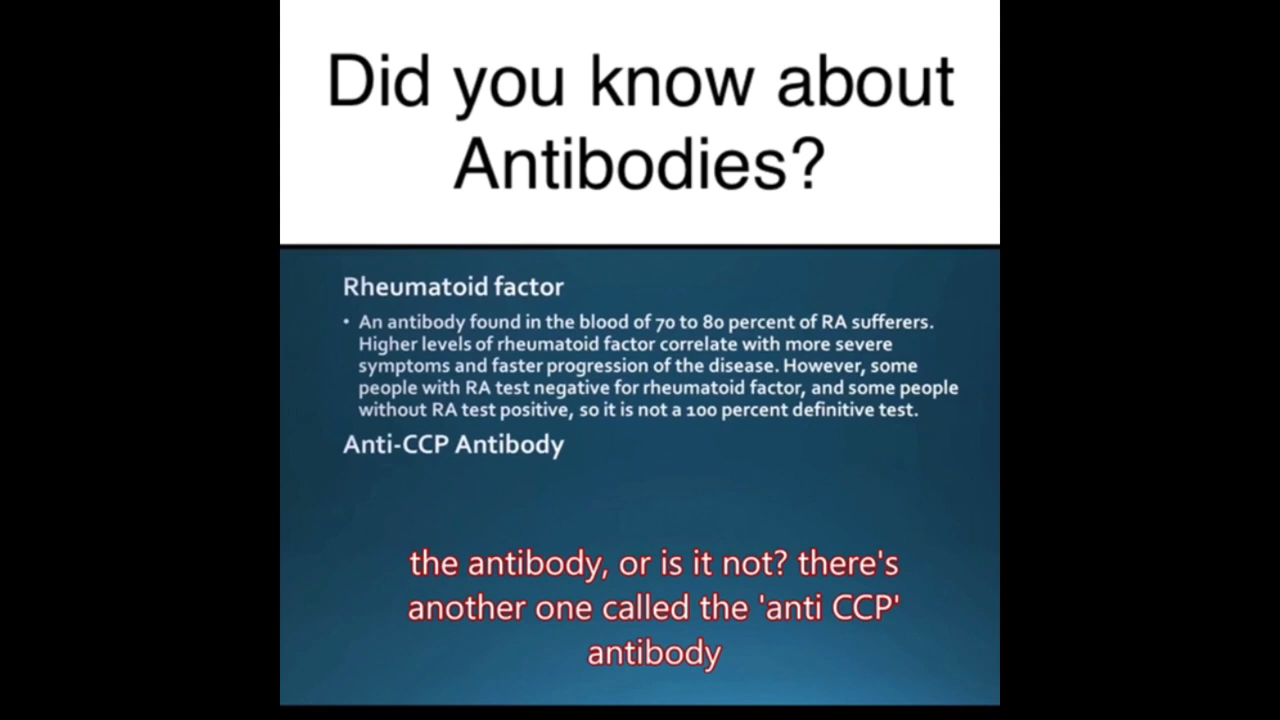 Did you know about
Antibodies?
Rheumatoid factor
• An antibody found in the blood of 70 to 80 percent of RA sufferers.
Higher levels of rheumatoid factor correlate with more severe
symptoms and faster progression of the disease. However, some
people with RA test negative for rheumatoid factor, and some people
without RA test positive, so it is not a 100 percent definitive test.
Anti-CCP Antibody
the antibody, or is it not? there's
another one called the 'anti CCP'
antibody